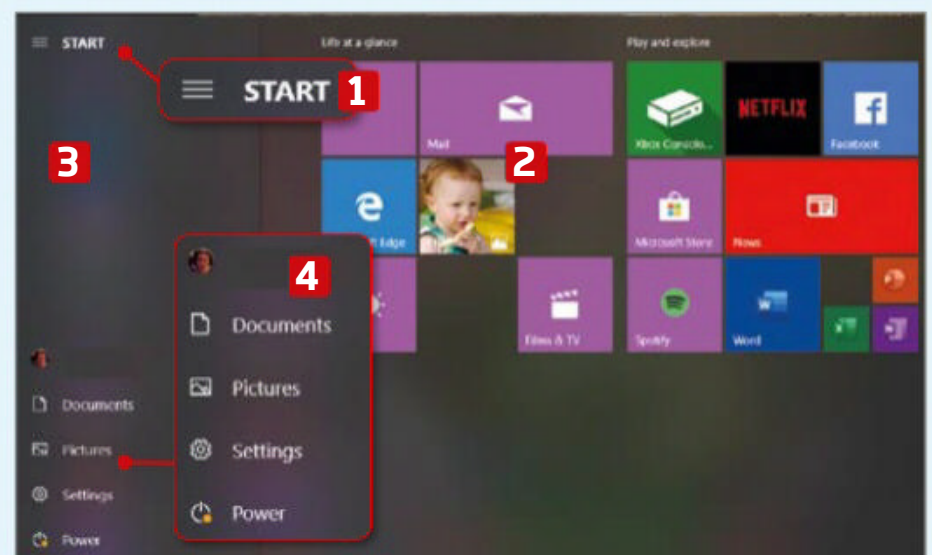 START
Life at a glance
Play and explore
START
1
Mail
Xbox Console...
NETFLIX
Facebook
3
2
Microsoft Store
News
4
Documents
Films & TV
Spotify
Word
Pictures
Settings
Power
Documents
Pictures
Settings
Power